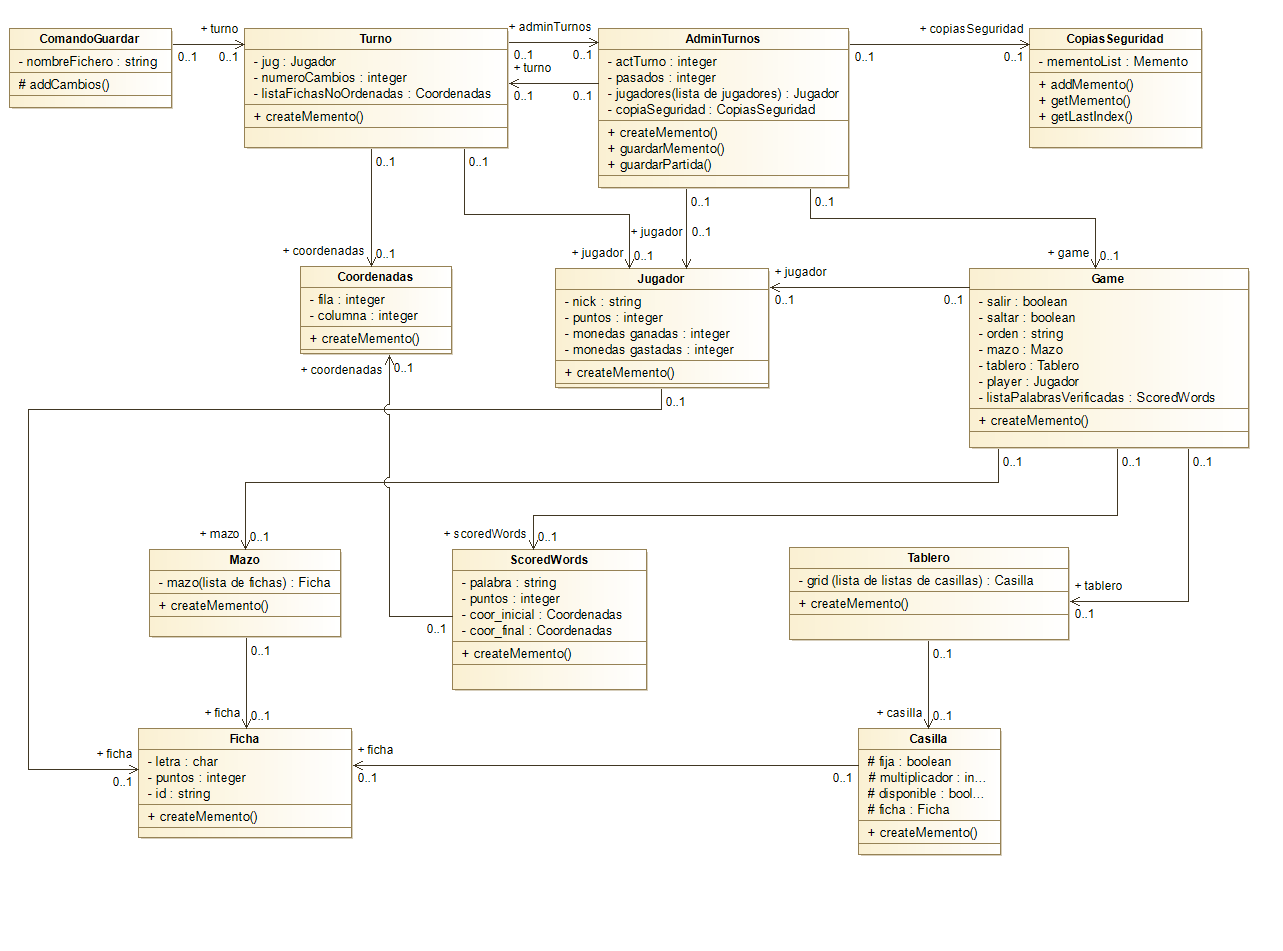 ComandoGuardar
- nombreFichero : string
# addCambios()
+ turno
0..1
0..1
Turno
- jug : Jugador
- numeroCambios : integer
- listaFichasNoOrdenadas : Coordenadas
+ createMemento()
+ adminTurnos
0..1
0..1
+ turno
0..1
0..1
AdminTurnos
- actTurno : integer
- pasados : integer
- jugadores(lista de jugadores) : Jugador
- copiaSeguridad : CopiasSeguridad
+ createMemento()
+ guardarMemento()
+ guardarPartida()
+ copiasSeguridad
0..1
0..1
CopiasSeguridad
- mementoList : Memento
+ addMemento()
+ getMemento()
+ getLastIndex()
0..1
0..1
0..1
0..1
+ coordenadas
0..1
+ jugador
0..1
+ jugador
0..1
+ game
0..1
Coordenadas
- fila : integer
- columna : integer
+ createMemento()
+ coordenadas
0..1
Jugador
- nick : string
- puntos : integer
- monedas ganadas : integer
- monedas gastadas : integer
+ createMemento()
0..1
+ jugador
0..1
0..1
Game
- salir : boolean
- saltar : boolean
- orden : string
- mazo : Mazo
- tablero : Tablero
- player : Jugador
- listaPalabrasVerificadas : ScoredWords
+ createMemento()
0..1
0..1
0..1
+ mazo
0..1
+ scoredWords
0..1
Mazo
- mazo(lista de fichas) : Ficha
+ createMemento()
0..1
ScoredWords
- palabra : string
- puntos : integer
- coor_inicial : Coordenadas
- coor_final : Coordenadas
+ createMemento()
0..1
Tablero
- grid (lista de listas de casillas) : Casilla
+ createMemento()
+ tablero
0..1
0..1
+ ficha
0..1
+ casilla
0..1
+ ficha
0..1
Ficha
- letra : char
- puntos : integer
- id : string
+ createMemento()
+ ficha
0..1
0..1
Casilla
# fija : boolean
# multiplicador : in...
# disponible : bool...
# ficha : Ficha
+ createMemento()